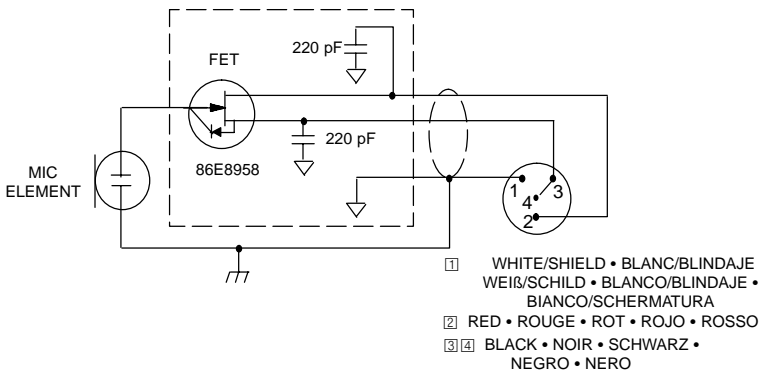 220 pF
FET
220 pF
86E8958
MIC
ELEMENT
1
3
4
2
1 WHITE/SHIELD • BLANC/BLINDAJE
WEIß/SCHILD • BLANCO/BLINDAJE •
BIANCO/SCHERMATURA
2 RED • ROUGE • ROT • ROJO • ROSSO
3 4 BLACK • NOIR • SCHWARZ •
NEGRO • NERO